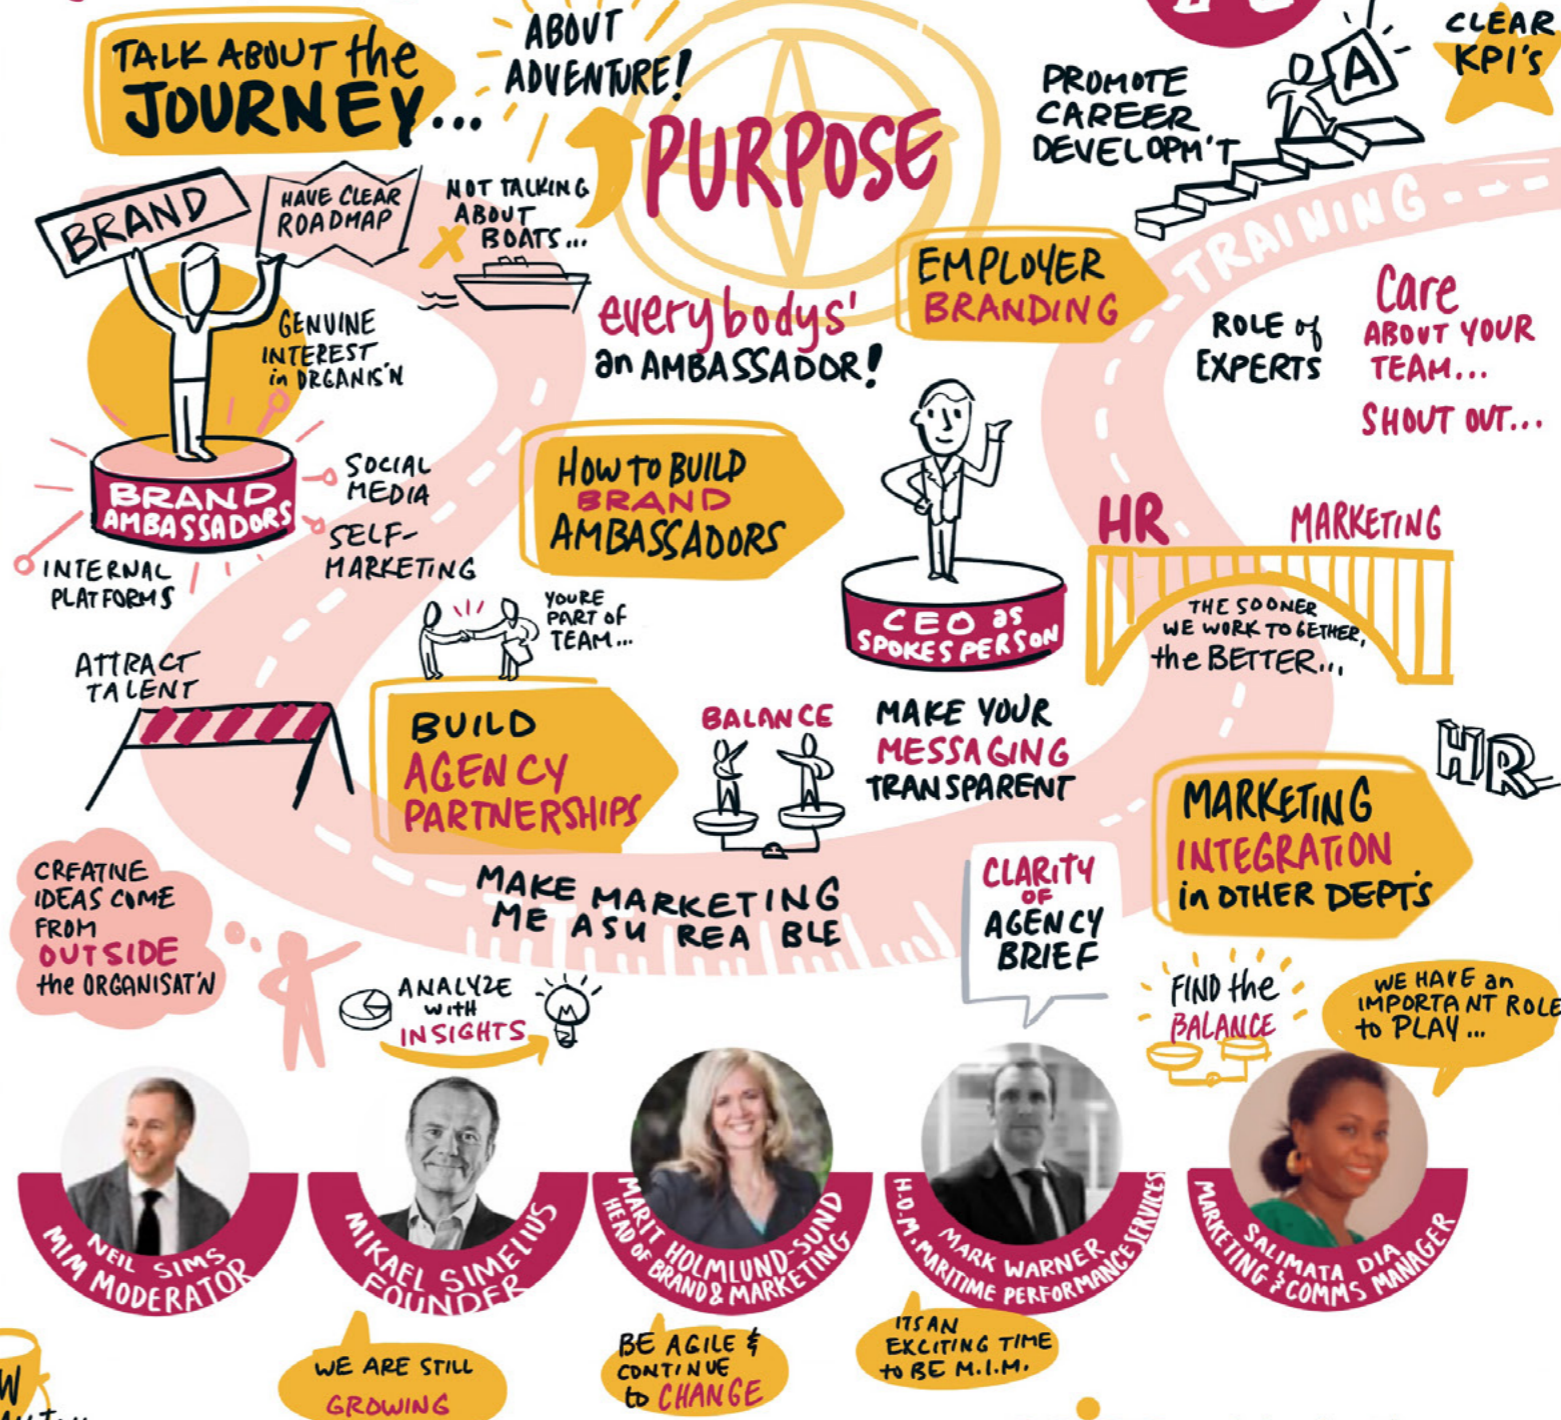 TALK ABOUT the
JOURNEY...
ABOUT
ADVENTURE!
PURPOSE
PROMOTE
CAREER
DEVELOPM'T
A
CLEAR
KPI'S
BRAND
HAVE CLEAR
ROADMAP
NOT TALKING
ABOUT
BOATS...
GENUINE
INTEREST
in ORGANIS'N
everybodys'
an AMBASSADOR!
EMPLOYER
BRANDING
TRAINING---
ROLE of
EXPERTS
Care
ABOUT YOUR
TEAM...
SHOUT OUT...
BRAND
AMBASSADORS
SOCIAL
MEDIA
SELF-
MARKETING
INTERNAL
PLATFORMS
HOW TO BUILD
BRAND
AMBASSADORS
CEO as
SPOKESPERSON
HR
MARKETING
THE SOONER
WE WORK TOGETHER,
the BETTER...
ATTRACT
TALENT
YOURE
PART OF
TEAM...
BUILD
AGENCY
PARTNERSHIPS
BALANCE
MAKE YOUR
MESSAGING
TRANSPARENT
HR
MARKETING
INTEGRATION
in OTHER DEPT'S
CREATIVE
IDEAS COME
FROM
OUTSIDE
the ORGANISAT'N
MAKE MARKETING
MEASUREABLE
ANALYZE
WITH
INSIGHTS
CLARITY
OF
AGENCY
BRIEF
FIND the
BALANCE
WE HAVE an
IMPORTANT ROLE
to PLAY...
NEIL SIMS
MIM MODERATOR
MIKAEL SIMELIUS
FOUNDER
MARIT HOLMLUND-SUND
HEAD OF BRAND & MARKETING
MARK WARNER
H.O.M. MARITIME PERFORMANCE SERVICES
SALIMATA DIA
MARKETING & COMMS MANAGER
WE ARE STILL
GROWING
BE AGILE &
CONTINUE
to CHANGE
ITS AN
EXCITING TIME
to BE M.I.M.